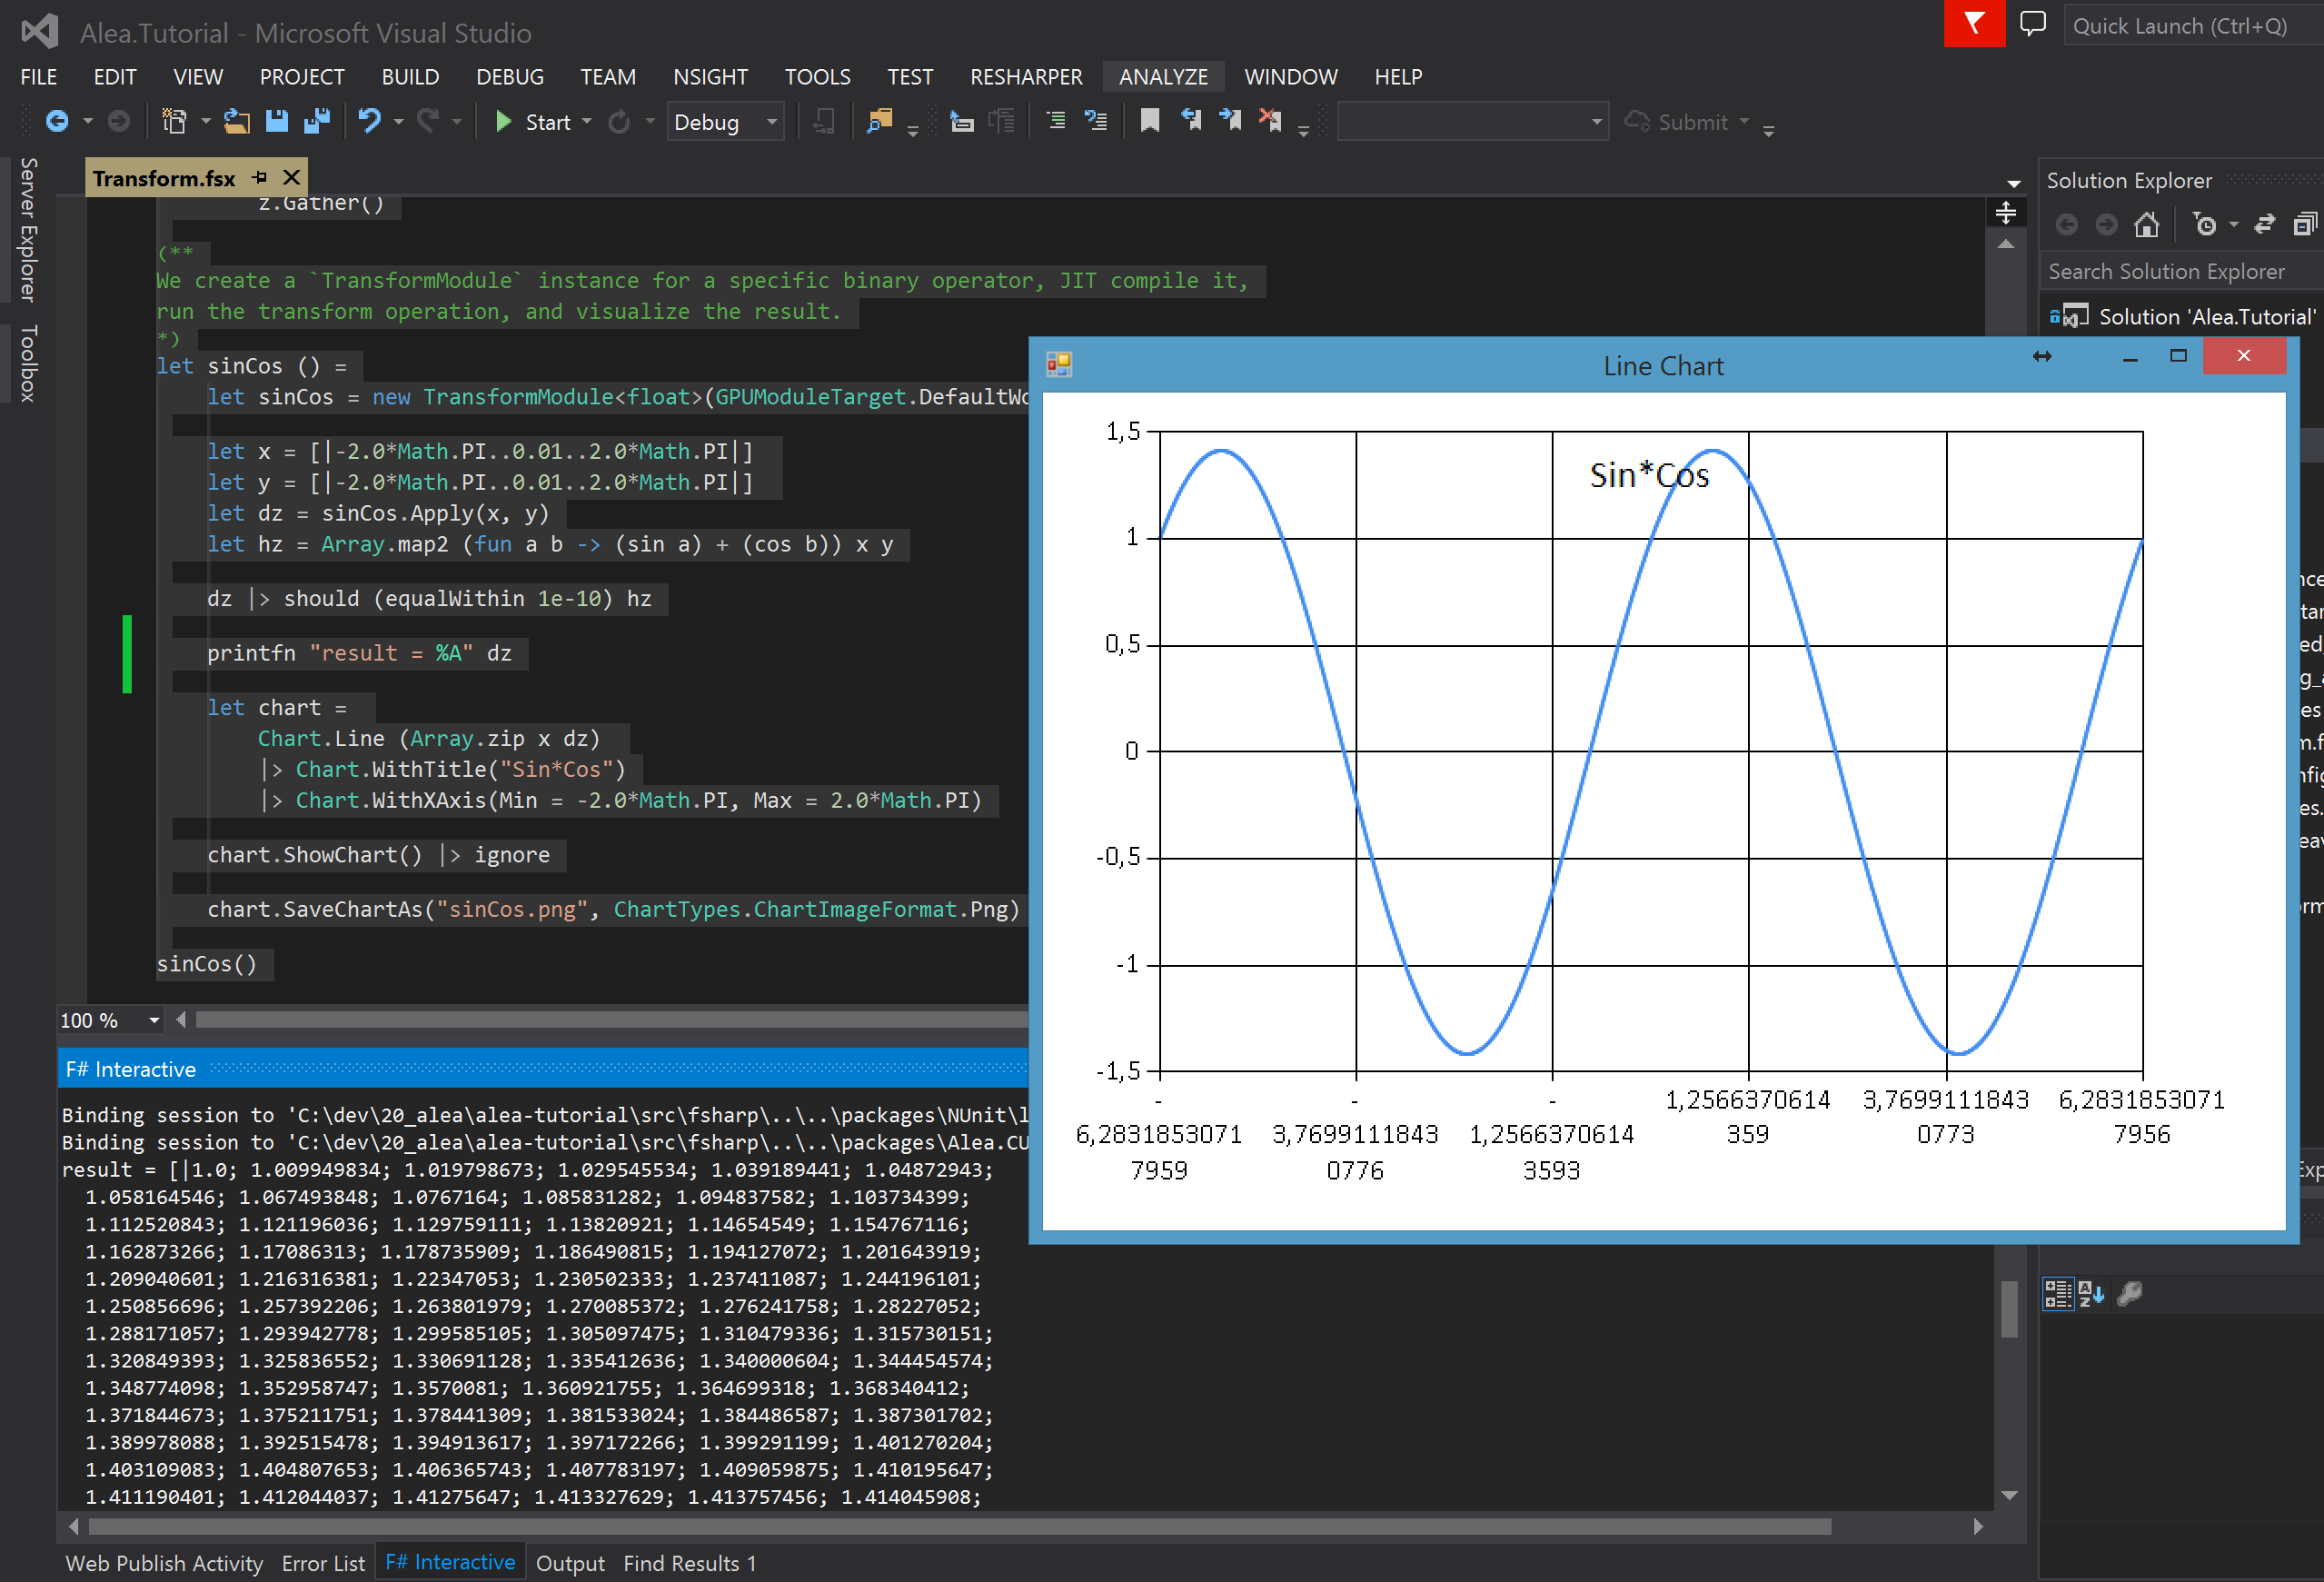 Alea.Tutorial - Microsoft Visual Studio
Quick Launch (Ctrl+Q)
FILE EDIT VIEW PROJECT BUILD DEBUG TEAM NSIGHT TOOLS TEST RESHARPER ANALYZE WINDOW HELP
Start Debug Submit
Server Explorer
Toolbox
Transform.fsx
z.Gather()
(**
We create a `TransformModule` instance for a specific binary operator, JIT compile it,
run the transform operation, and visualize the result.
*)
let sinCos () =
let sinCos = new TransformModule<float>(GPUModuleTarget.DefaultWo
let x = [|-2.0*Math.PI..0.01..2.0*Math.PI|]
let y = [|-2.0*Math.PI..0.01..2.0*Math.PI|]
let dz = sinCos.Apply(x, y)
let hz = Array.map2 (fun a b -> (sin a) + (cos b)) x y
dz |> should (equalWithin 1e-10) hz
printfn "result = %A" dz
let chart =
Chart.Line (Array.zip x dz)
|> Chart.WithTitle("Sin*Cos")
|> Chart.WithXAxis(Min = -2.0*Math.PI, Max = 2.0*Math.PI)
chart.ShowChart() |> ignore
chart.SaveChartAs("sinCos.png", ChartTypes.ChartImageFormat.Png)
sinCos()
100 %
F# Interactive
Binding session to 'C:\dev\20_alea\alea-tutorial\src\fsharp\..\..\packages\NUnit\l
Binding session to 'C:\dev\20_alea\alea-tutorial\src\fsharp\..\..\packages\Alea.CU
result = [|1.0; 1.009949834; 1.019798673; 1.029545534; 1.039189441; 1.04872943;
1.058164546; 1.067493848; 1.0767164; 1.085831282; 1.094837582; 1.103734399;
1.112520843; 1.121196036; 1.129759111; 1.13820921; 1.14654549; 1.154767116;
1.162873266; 1.17086313; 1.178735909; 1.186490815; 1.194127072; 1.201643919;
1.209040601; 1.216316381; 1.22347053; 1.230502333; 1.237411087; 1.244196101;
1.250856696; 1.257392206; 1.263801979; 1.270085372; 1.276241758; 1.28227052;
1.288171057; 1.293942778; 1.299585105; 1.305097475; 1.310479336; 1.315730151;
1.320849393; 1.325836552; 1.330691128; 1.335412636; 1.340000604; 1.344454574;
1.348774098; 1.352958747; 1.3570081; 1.360921755; 1.364699318; 1.368340412;
1.371844673; 1.375211751; 1.378441309; 1.381533024; 1.384486587; 1.387301702;
1.389978088; 1.392515478; 1.394913617; 1.397172266; 1.399291199; 1.401270204;
1.403109083; 1.404807653; 1.406365743; 1.407783197; 1.409059875; 1.410195647;
1.411190401; 1.412044037; 1.41275647; 1.413327629; 1.413757456; 1.414045908;
Web Publish Activity Error List F# Interactive Output Find Results 1
Line Chart
Sin*Cos
1,5
1
0,5
0
-0,5
-1
-1,5
- - - 1,2566370614 3,7699111843 6,2831853071
6,2831853071 3,7699111843 1,2566370614 359 0773 7956
7959 0776 3593
Solution Explorer
Search Solution Explorer
Solution 'Alea.Tutorial'